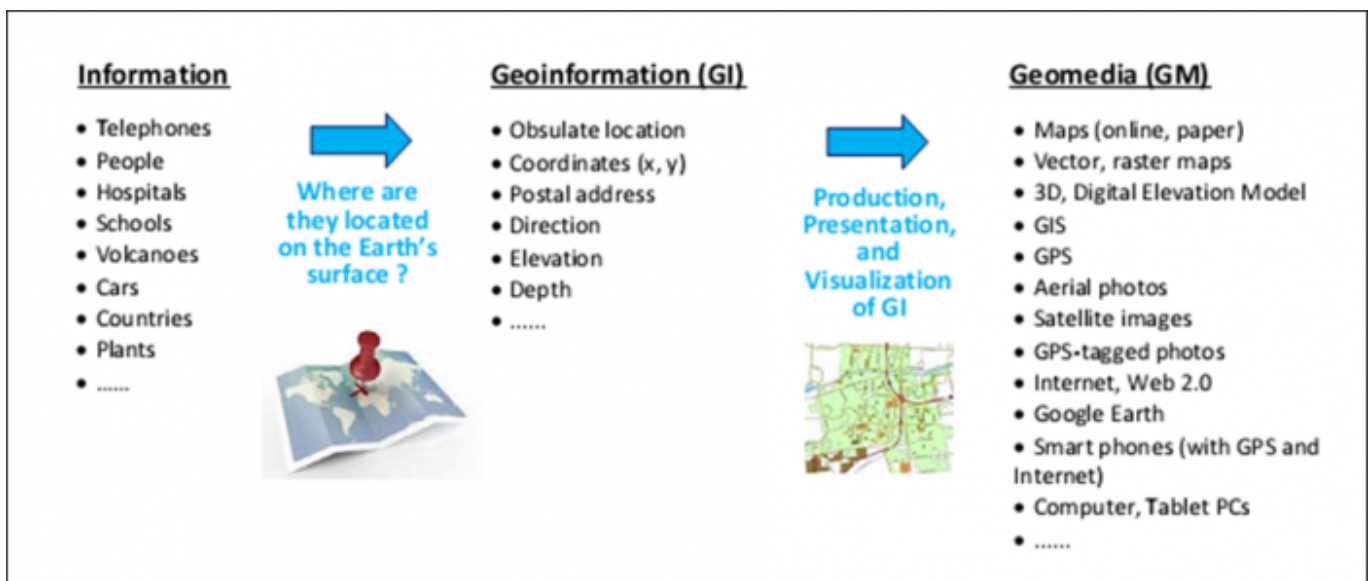 Information
• Telephones
• People
• Hospitals
• Schools
• Volcanoes
• Cars
• Countries
• Plants
• ......
Where are
they located
on the Earth's
surface ?
Geoinformation (GI)
• Obsulate location
• Coordinates (x, y)
• Postal address
• Direction
• Elevation
• Depth
• ......
Production,
Presentation,
and
Visualization
of GI
Geomedia (GM)
• Maps (online, paper)
• Vector, raster maps
• 3D, Digital Elevation Model
• GIS
• GPS
• Aerial photos
• Satellite images
• GPS-tagged photos
• Internet, Web 2.0
• Google Earth
• Smart phones (with GPS and
Internet)
• Computer, Tablet PCs
• ......